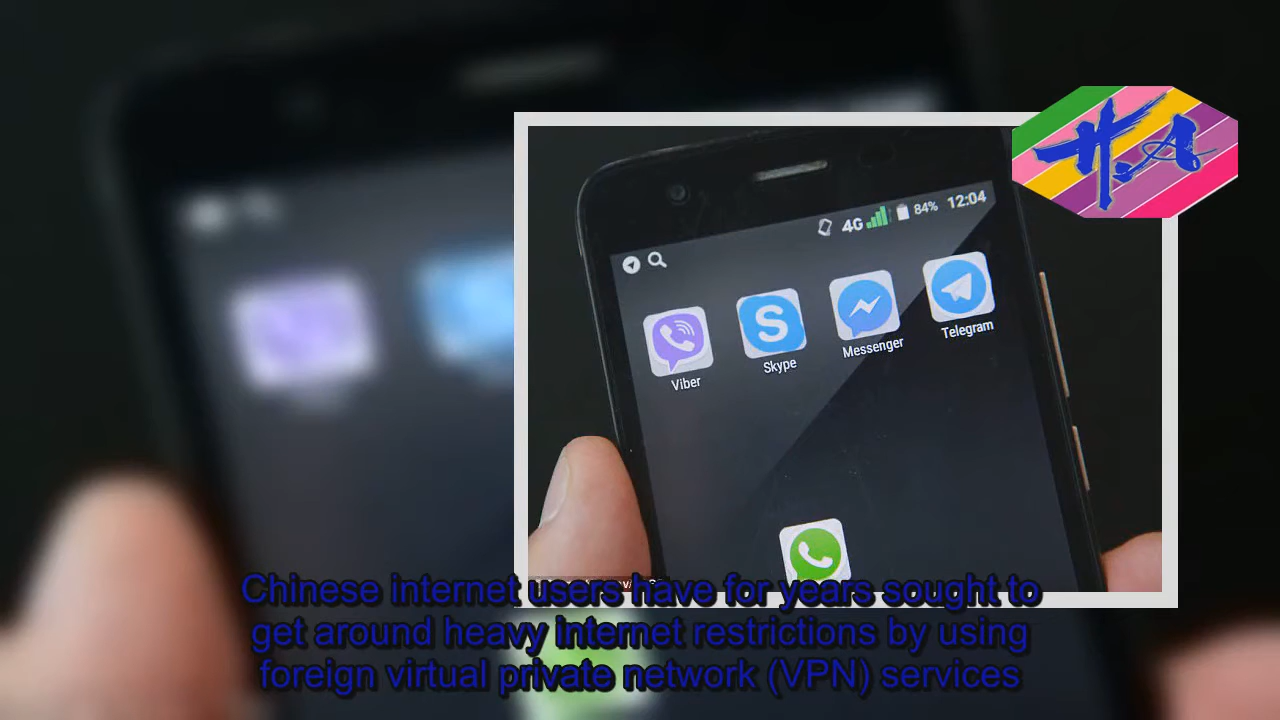 H.A
4G 84% 12:04
Viber
Skype
Messenger
Telegram
Chinese internet users have for years sought to
get around heavy internet restrictions by using
foreign virtual private network (VPN) services